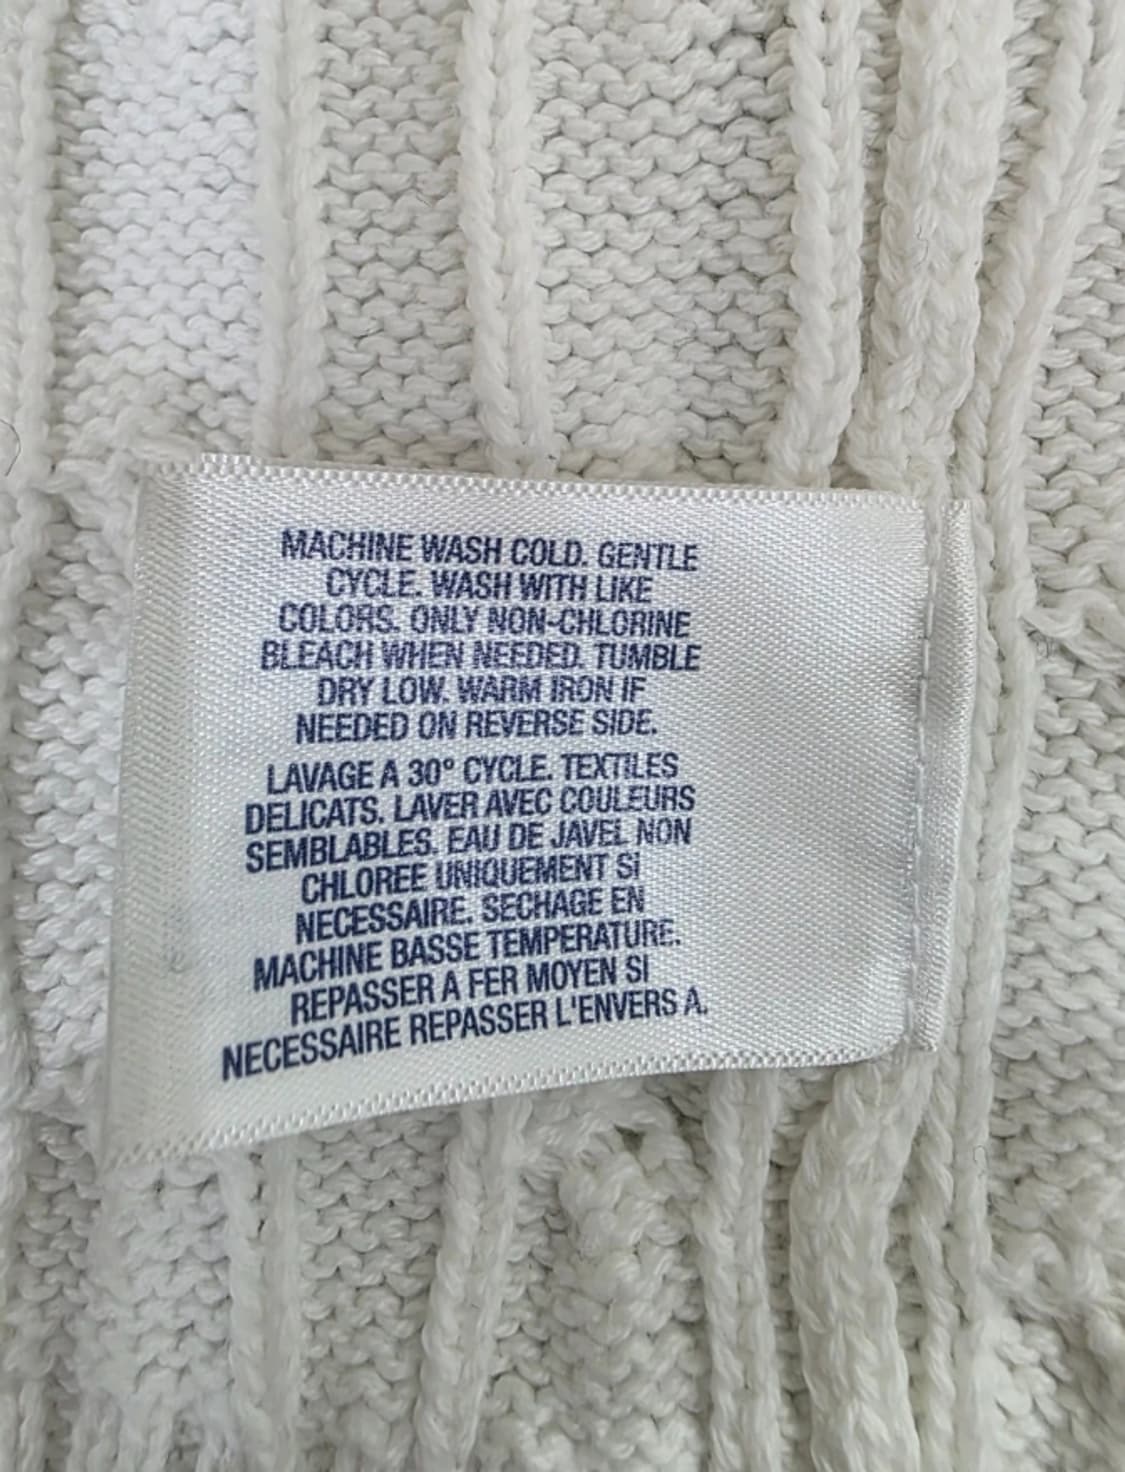 MACHINE WASH COLD. GENTLE
CYCLE. WASH WITH LIKE
COLORS. ONLY NON-CHLORINE
BLEACH WHEN NEEDED. TUMBLE
DRY LOW. WARM IRON IF
NEEDED ON REVERSE SIDE.
LAVAGE A 30° CYCLE. TEXTILES
DELICATS. LAVER AVEC COULEURS
SEMBLABLES. EAU DE JAVEL NON
CHLOREE UNIQUEMENT SI
NECESSAIRE. SECHAGE EN
MACHINE BASSE TEMPERATURE.
REPASSER A FER MOYEN SI
NECESSAIRE REPASSER L'ENVERS A.